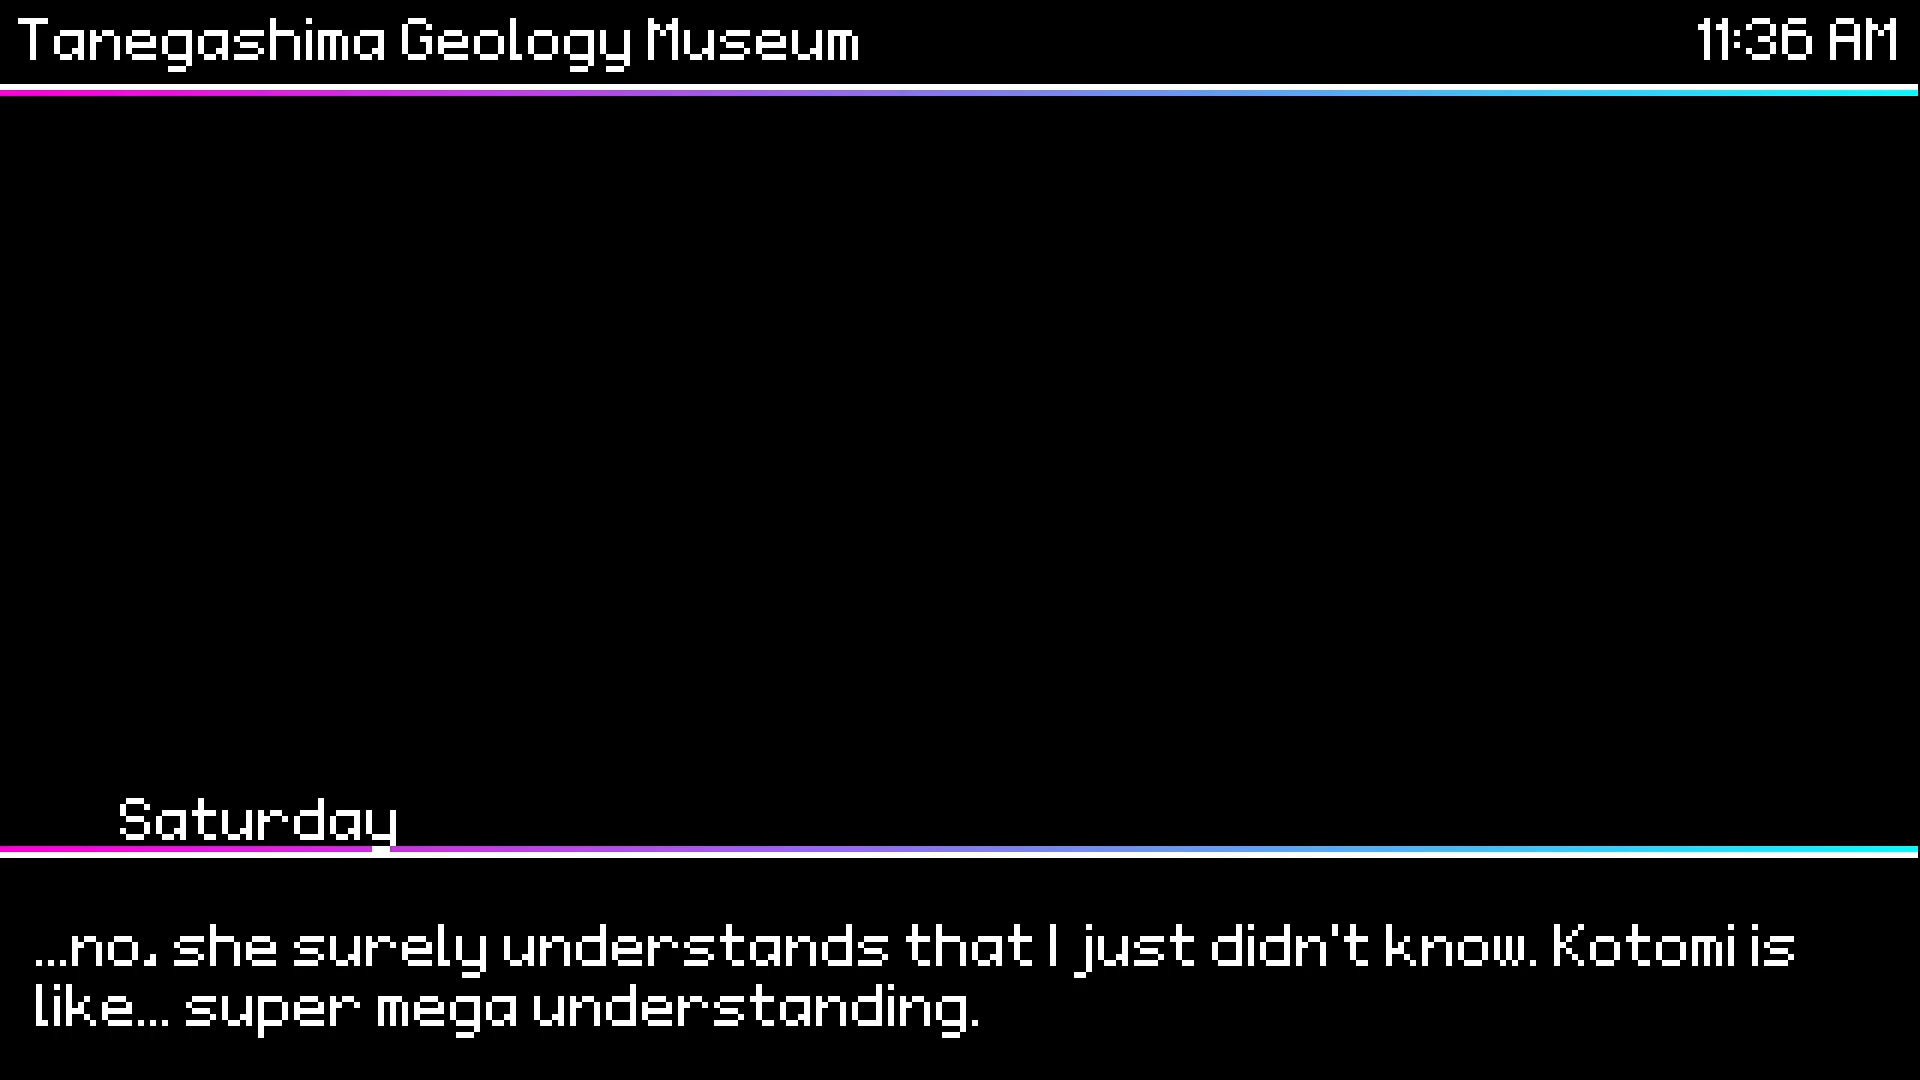 Tanegashima Geology Museum
11:36 AM
Saturday
...no, she surely understands that I just didn't know. Kotomi is
like... super mega understanding.